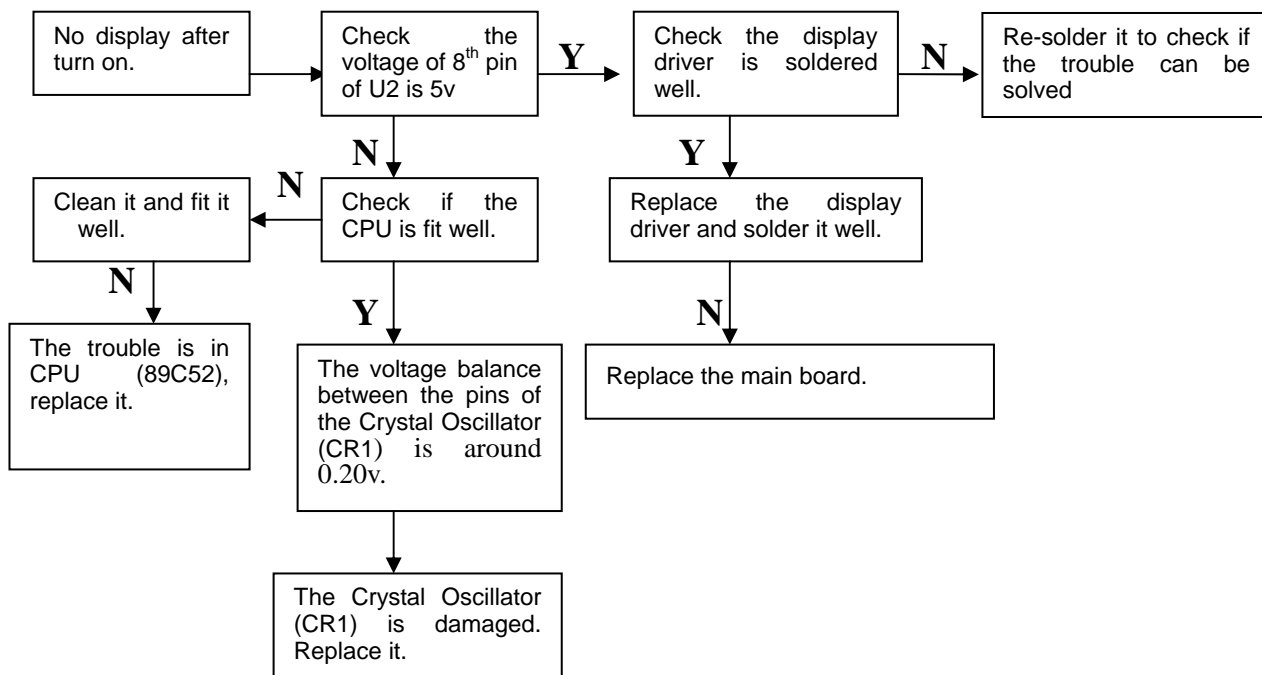 No display after
turn on.
Check the
voltage of 8th pin
of U2 is 5v
Y
Check the display
driver is soldered
well.
N
Re-solder it to check if
the trouble can be
solved
N
Y
N
Clean it and fit it
well.
Check if the
CPU is fit well.
Replace the display
driver and solder it well.
N
Y
N
The trouble is in
CPU (89C52),
replace it.
The voltage balance
between the pins of
the Crystal Oscillator
(CR1) is around
0.20v.
Replace the main board.
The Crystal Oscillator
(CR1) is damaged.
Replace it.